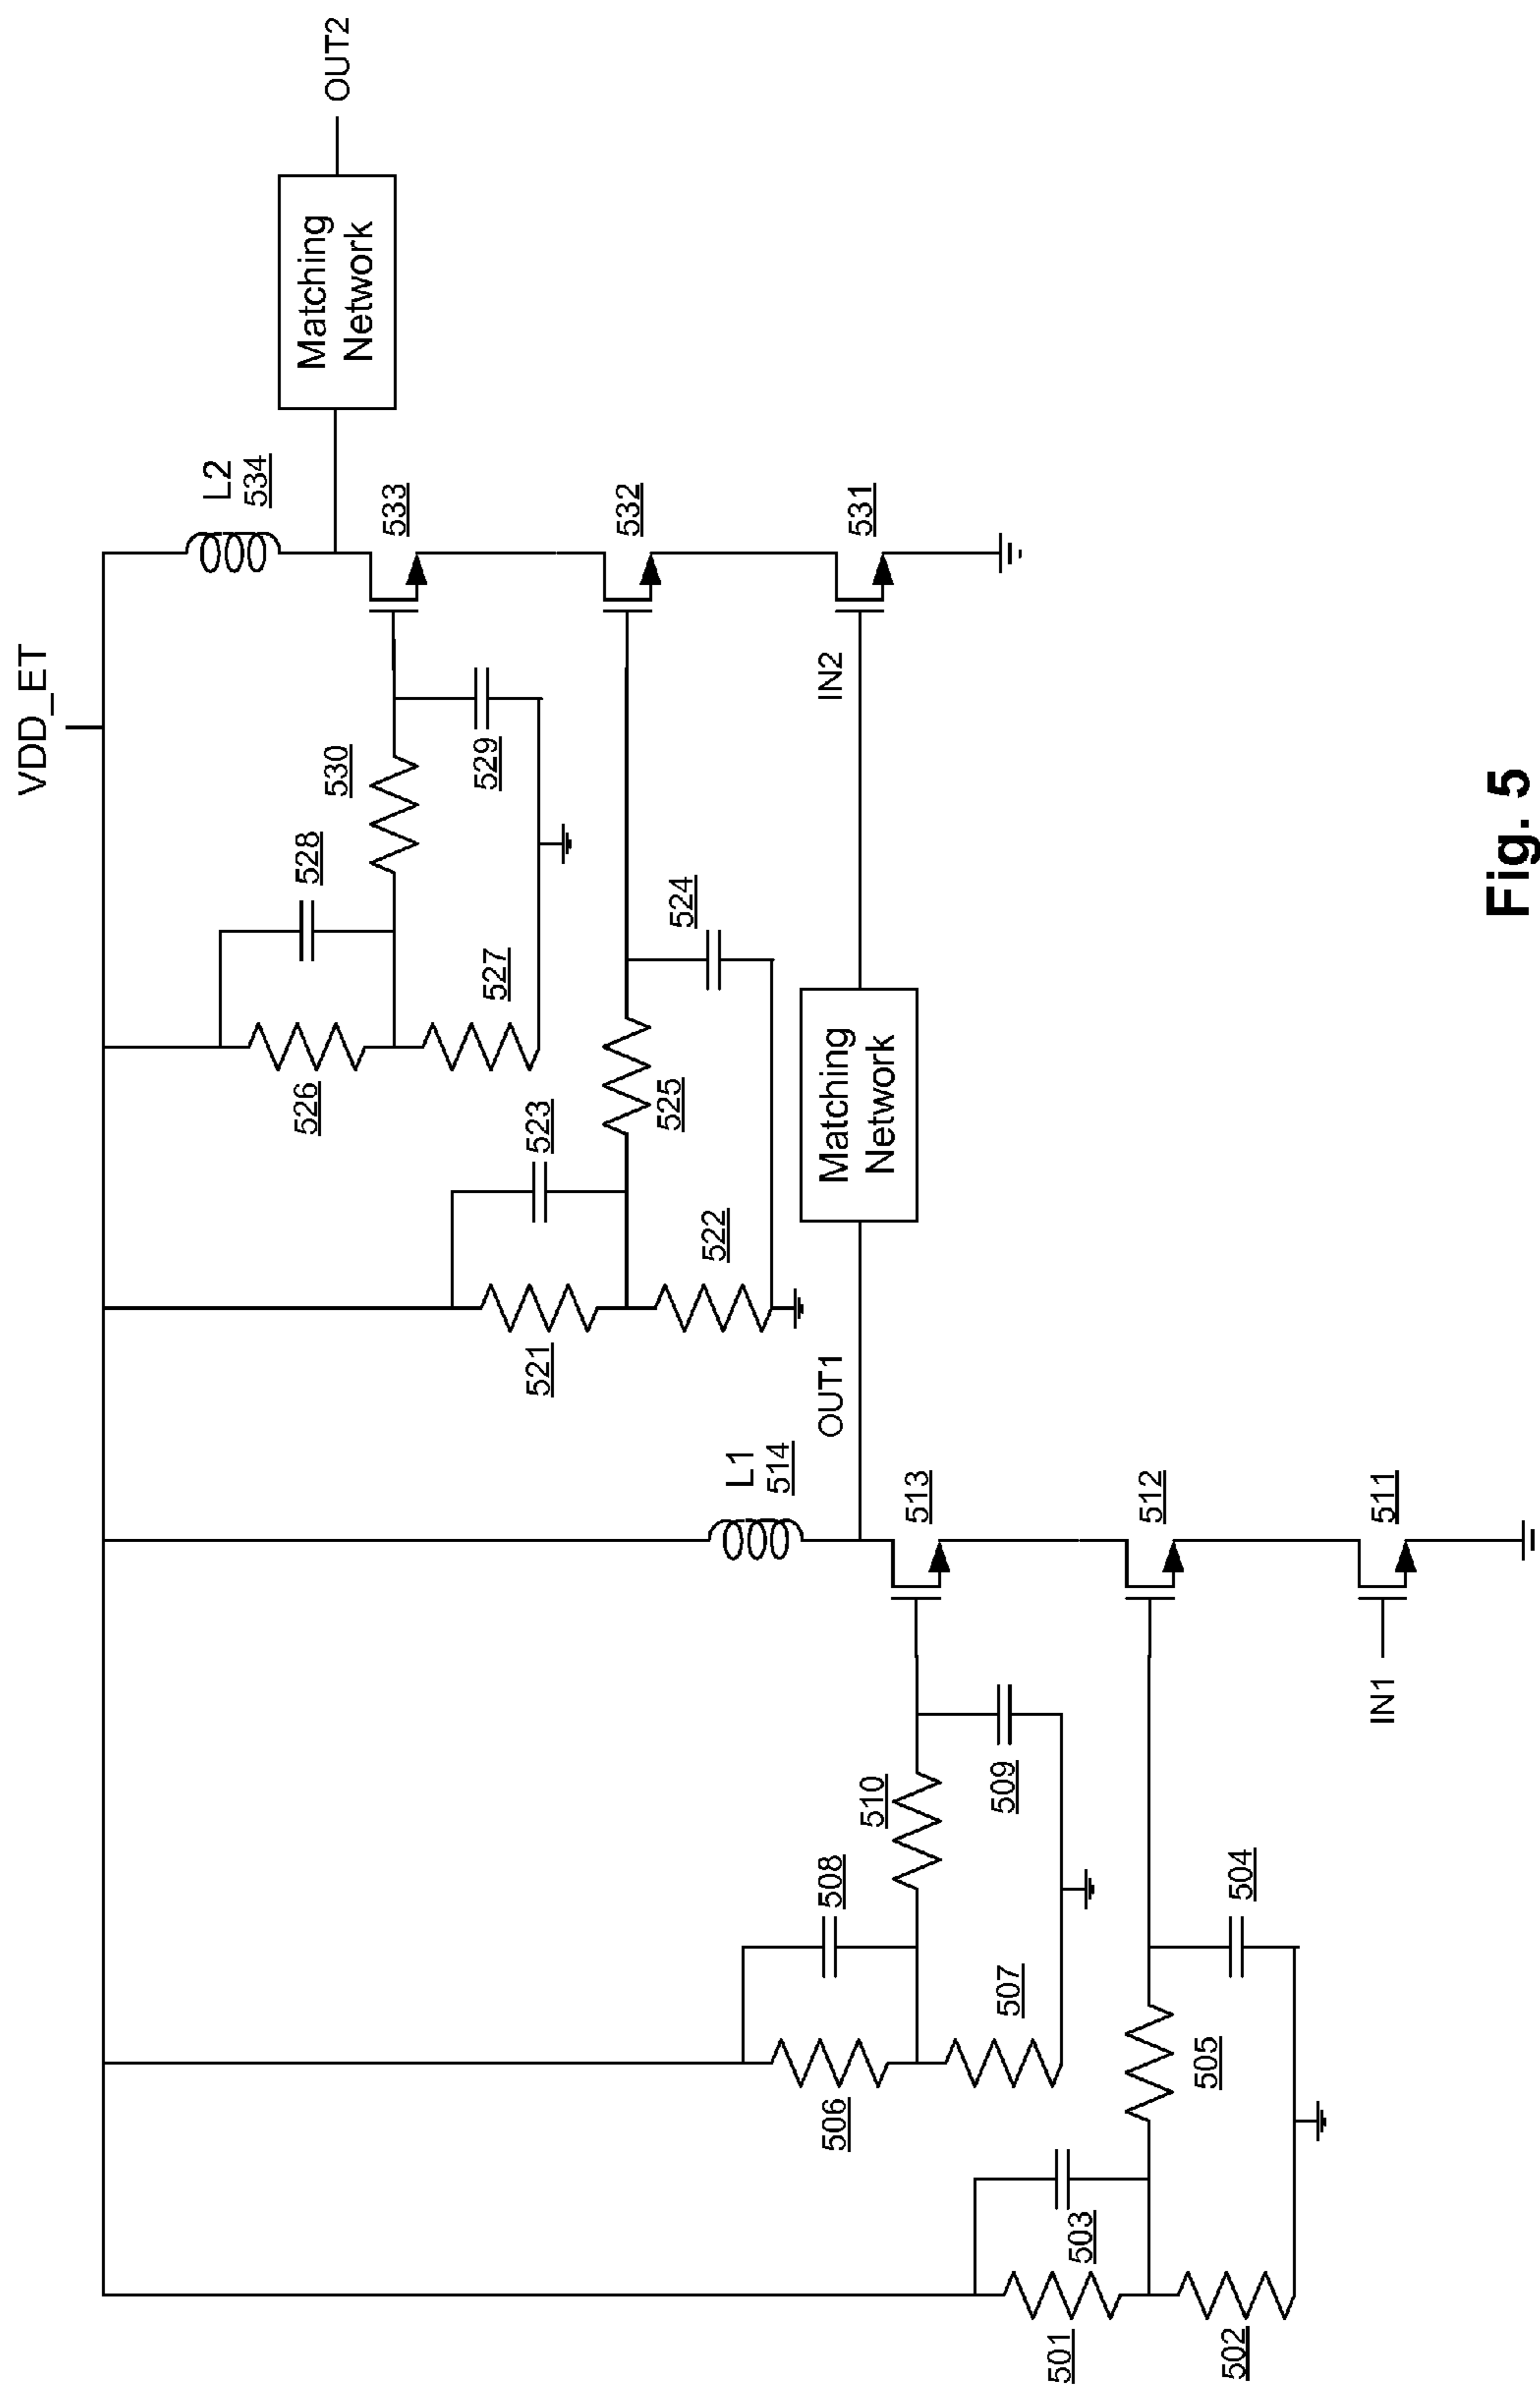 VDD_ET
OUT2
Matching
Network
L2
534
533
530
528
529
532
526
527
524
523
525
531
IN2
521
522
Matching
Network
OUT1
L1
514
513
510
508
509
512
506
507
504
503
505
511
IN1
501
502
Fig. 5